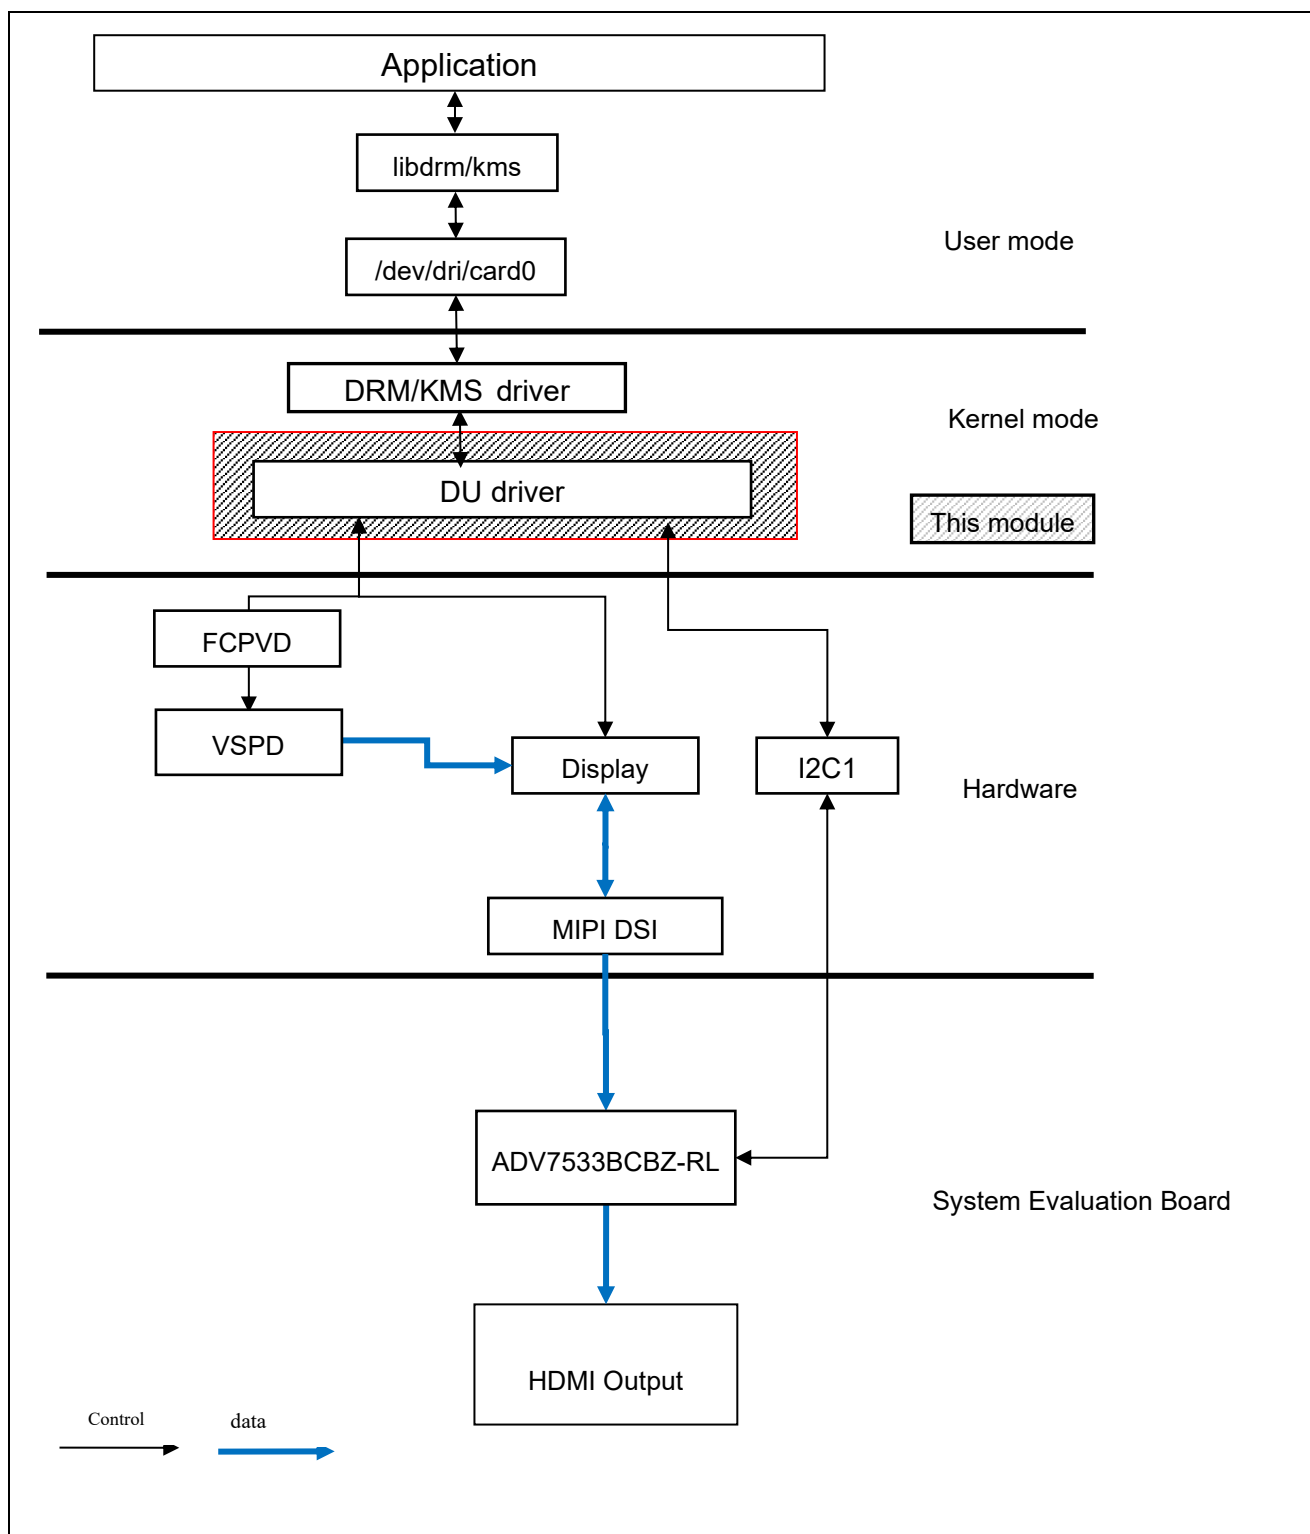 Application
libdrm/kms
User mode
/dev/dri/card0
DRM/KMS driver
Kernel mode
DU driver
This module
FCPVD
VSPD
Display
I2C1
Hardware
MIPI DSI
ADV7533BCBZ-RL
System Evaluation Board
HDMI Output
Control
data